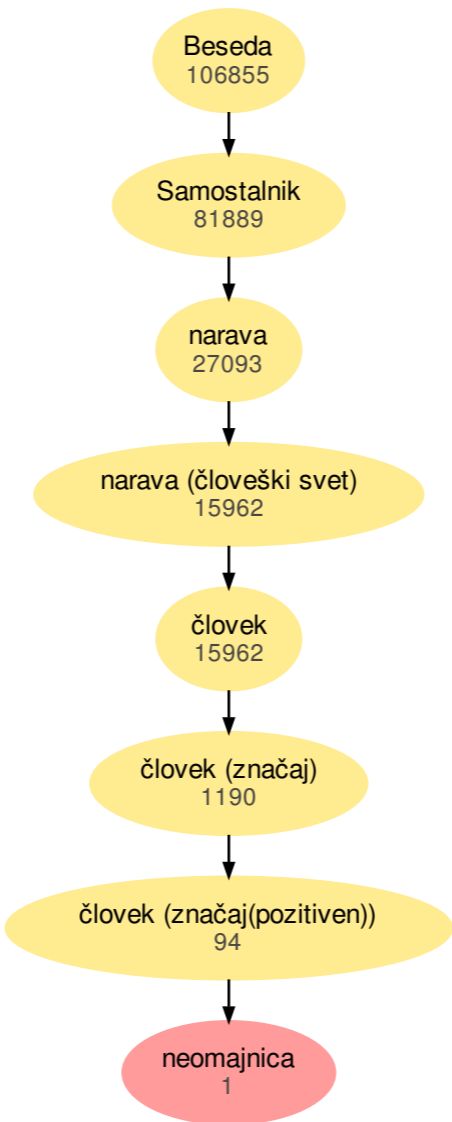 Beseda
106855
Samostalnik
81889
narava
27093
narava (človeški svet)
15962
človek
15962
človek (značaj)
1190
človek (značaj(pozitiven))
94
neomajnica
1